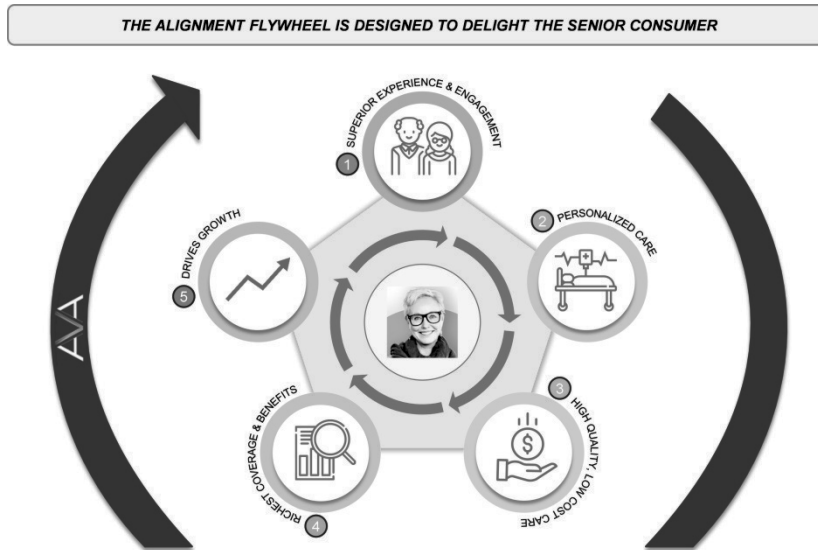 THE ALIGNMENT FLYWHEEL IS DESIGNED TO DELIGHT THE SENIOR CONSUMER
1
SUPERIOR EXPERIENCE & ENGAGEMENT
2
PERSONALIZED CARE
3
HIGH QUALITY, LOW COST CARE
4
RICHEST COVERAGE & BENEFITS
5
DRIVES GROWTH
AVA
$